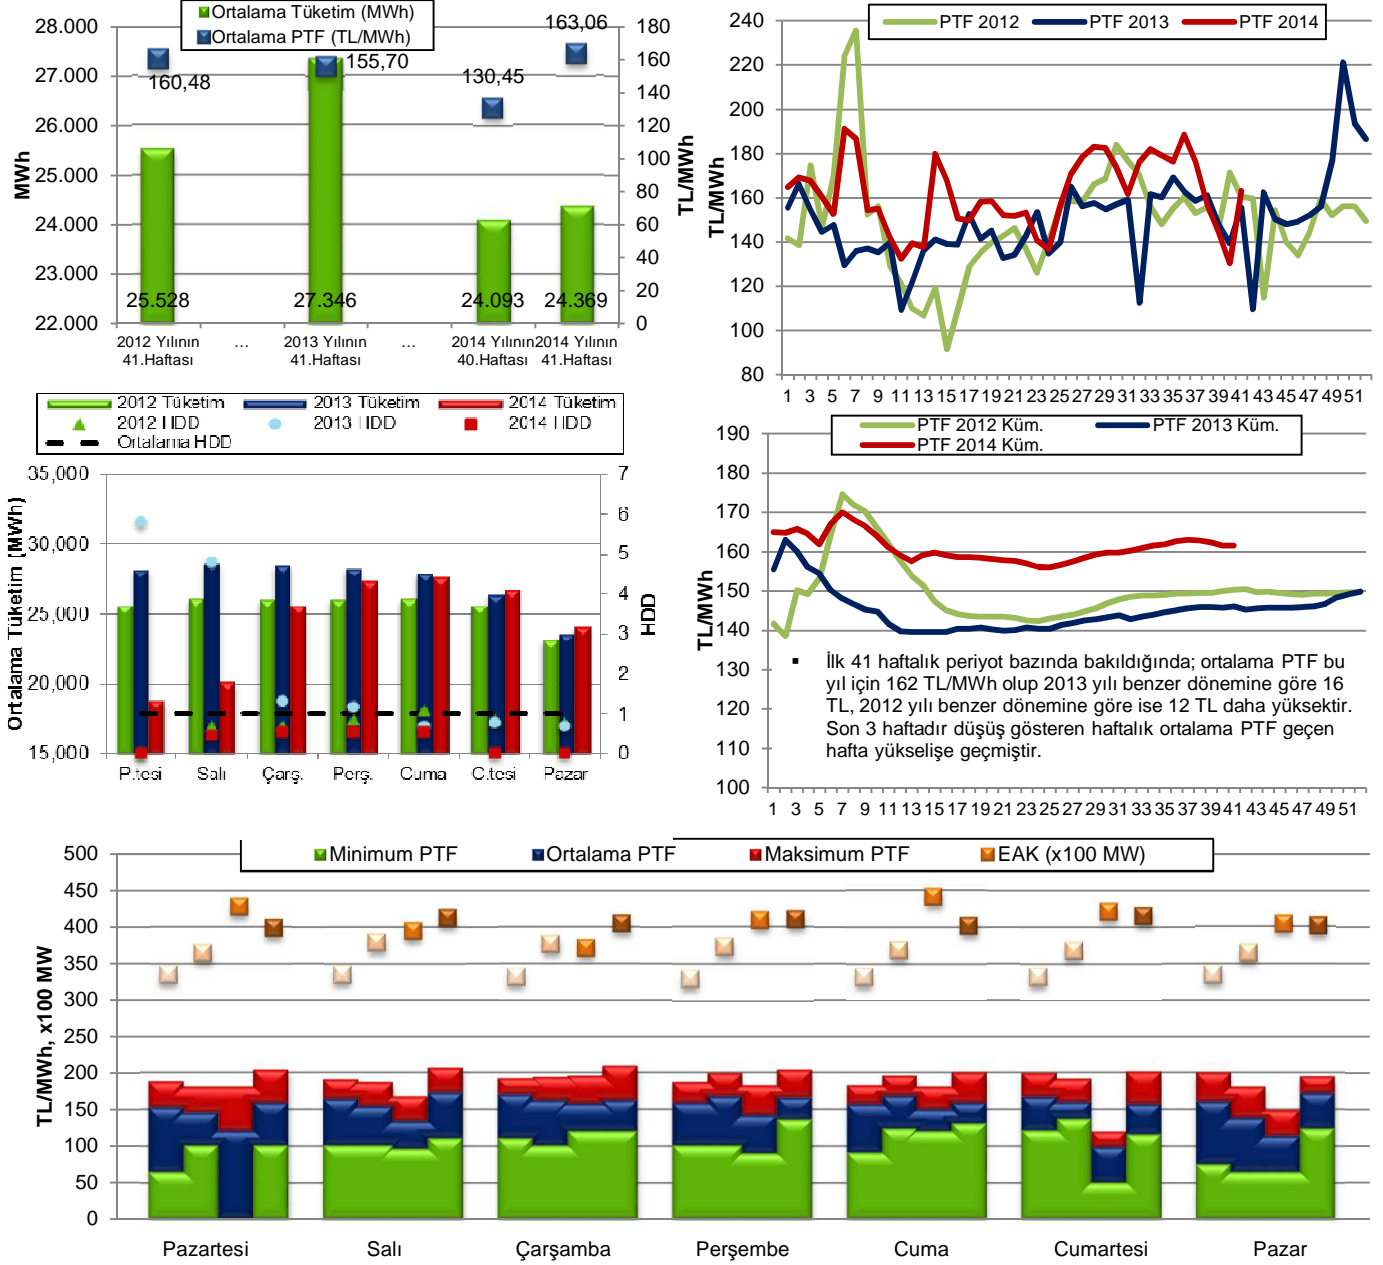 Ortalama Tüketim (MWh)
Ortalama PTF (TL/MWh)
28.000
27.000
26.000
25.000
24.000
23.000
22.000
MWh
180
160
140
120
100
80
60
40
20
0
TL/MWh
160,48
155,70
130,45
163,06
25.528
27.346
24.093
24.369
2012 Yılının
41.Haftası
...
2013 Yılının
41.Haftası
...
2014 Yılının
40.Haftası
2014 Yılının
41.Haftası
PTF 2012 PTF 2013 PTF 2014
240
220
200
180
160
140
120
100
80
TL/MWh
1 3 5 7 9 11 13 15 17 19 21 23 25 27 29 31 33 35 37 39 41 43 45 47 49 51
2012 Tüketim 2013 Tüketim 2014 Tüketim
2012 HDD 2013 HDD 2014 HDD
Ortalama HDD
35,000
30,000
25,000
20,000
15,000
Ortalama Tüketim (MWh)
7
6
5
4
3
2
1
0
HDD
P.tesi Salı Çarş. Perş. Cuma C.tesi Pazar
PTF 2012 Küm. PTF 2013 Küm.
PTF 2014 Küm.
190
180
170
160
150
140
130
120
110
100
TL/MWh
▪ İlk 41 haftalık periyot bazında bakıldığında; ortalama PTF bu
yıl için 162 TL/MWh olup 2013 yılı benzer dönemine göre 16
TL, 2012 yılı benzer dönemine göre ise 12 TL daha yüksektir.
Son 3 haftadır düşüş gösteren haftalık ortalama PTF geçen
hafta yükselişe geçmiştir.
1 3 5 7 9 11 13 15 17 19 21 23 25 27 29 31 33 35 37 39 41 43 45 47 49 51
Minimum PTF Ortalama PTF Maksimum PTF EAK (x100 MW)
500
450
400
350
300
250
200
150
100
50
0
TL/MWh, x100 MW
Pazartesi Salı Çarşamba Perşembe Cuma Cumartesi Pazar